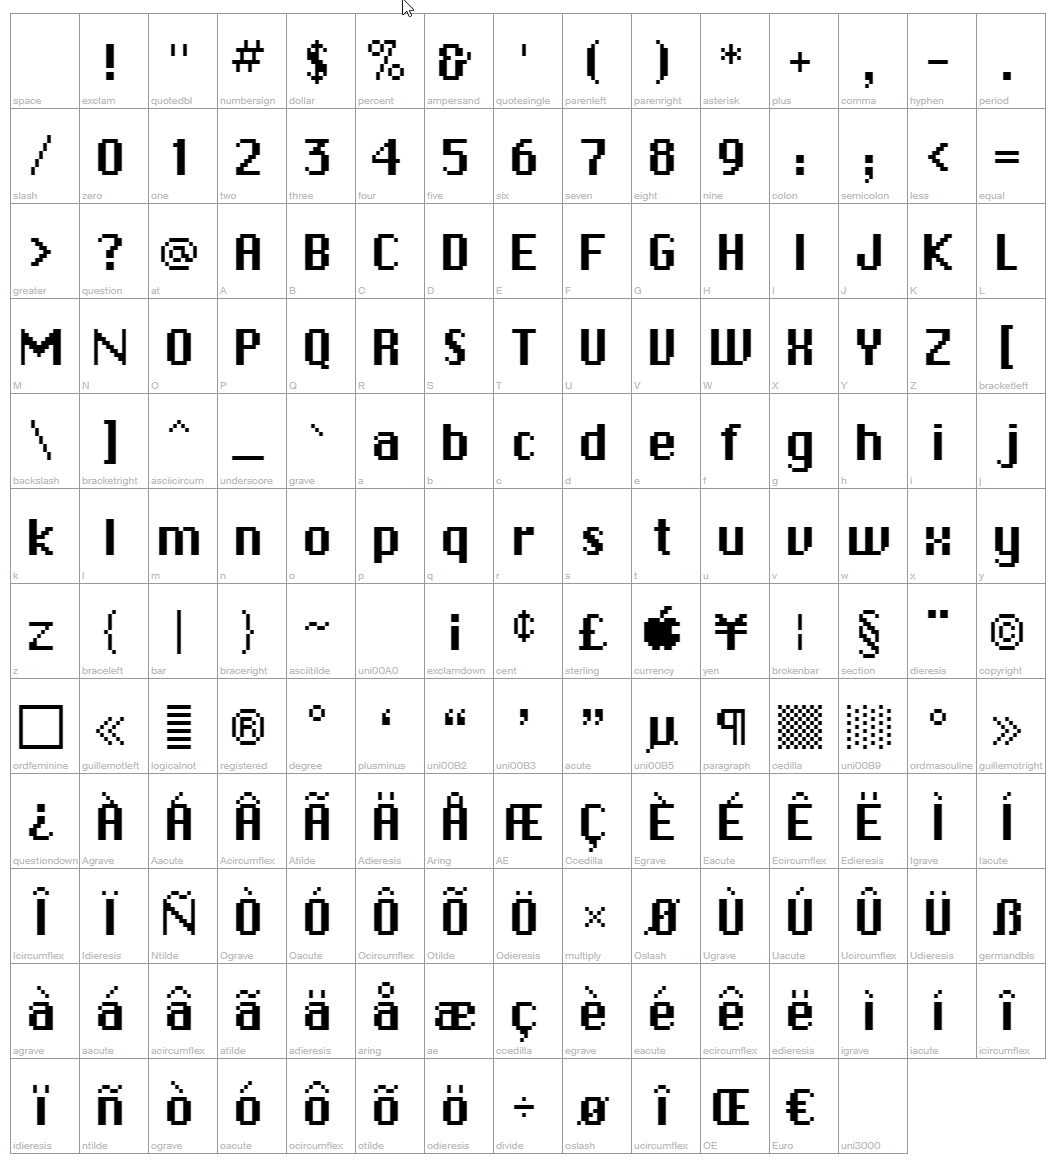 ! " # $ % & ' ( ) * + , - .
space exclam quotedbl numbersign dollar percent ampersand quotesingle parenleft parenright asterisk plus comma hyphen period
/ 0 1 2 3 4 5 6 7 8 9 : ; < =
slash zero one two three four five six seven eight nine colon semicolon less equal
> ? @ A B C D E F G H I J K L
greater question at A B C D E F G H I J K L
M N O P Q R S T U V W X Y Z [
M N O P Q R S T U V W X Y Z bracketleft
\ ] ^ _ ` a b c d e f g h i j
backslash bracketright asciicircum underscore grave a b c d e f g h i j
k l m n o p q r s t u v w x y
k l m n o p q r s t u v w x y
z { | } ~ ¡ ¢ £  ¥ ¦ § ¨ ©
z braceleft bar braceright asciitilde uni00A0 exclamdown cent sterling currency yen brokenbar section dieresis copyright
□ « ≣ ® ° ‘ “ ’ ” µ ¶ ▓ ░ ° »
ordfeminine guillemotleft logicalnot registered degree plusminus uni00B2 uni00B3 acute uni00B5 paragraph cedilla uni00B9 ordmasculine guillemotright
¿ À Á Â Ã Ä Å Æ Ç È É Ê Ë Ì Í
questiondown Agrave Aacute Acircumflex Atilde Adieresis Aring AE Ccedilla Egrave Eacute Ecircumflex Edieresis Igrave Iacute
Î Ï Ñ Ò Ó Ô Õ Ö × Ø Ù Ú Û Ü ß
Icircumflex Idieresis Ntilde Ograve Oacute Ocircumflex Otilde Odieresis multiply Oslash Ugrave Uacute Ucircumflex Udieresis germandbls
à á â ã ä å æ ç è é ê ë ì í î
agrave aacute acircumflex atilde adieresis aring ae ccedilla egrave eacute ecircumflex edieresis igrave iacute icircumflex
ï ñ ò ó ô õ ö ÷ ø î Œ €
idieresis ntilde ograve oacute ocircumflex otilde odieresis divide oslash ucircumflex OE Euro uni3000